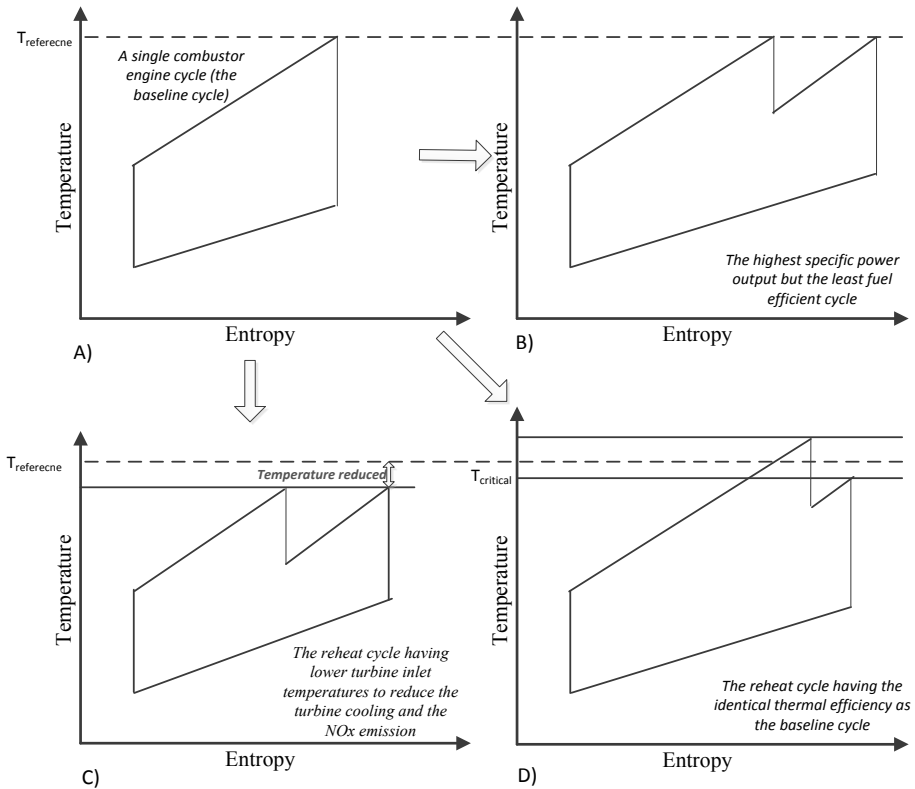 T_referecne
A single combustor
engine cycle (the
baseline cycle)
Temperature
Entropy
A)
Temperature
The highest specific power
output but the least fuel
efficient cycle
Entropy
B)
T_referecne
Temperature reduced
Temperature
The reheat cycle having
lower turbine inlet
temperatures to reduce the
turbine cooling and the
NOx emission
Entropy
C)
T_critical
Temperature
The reheat cycle having the
identical thermal efficiency as
the baseline cycle
Entropy
D)